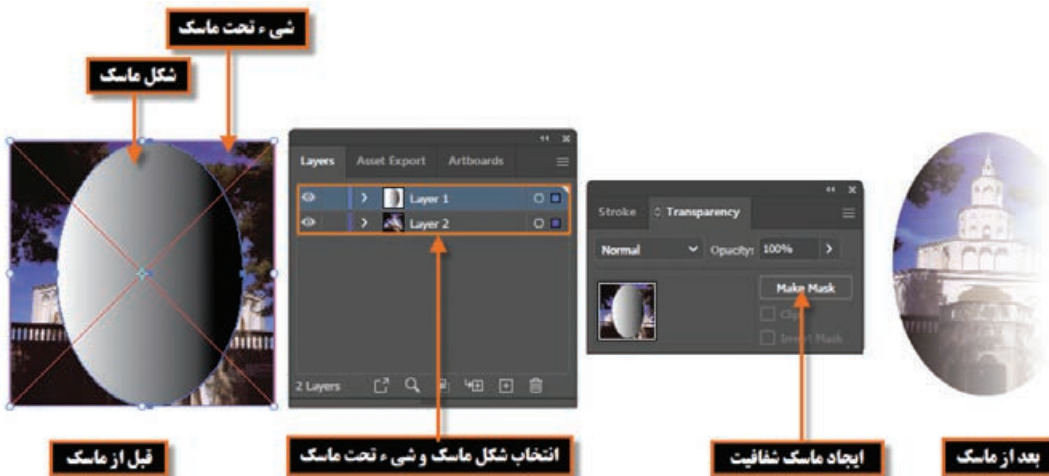 شی ء تحت ماسک
شکل ماسک
Layers Asset Export Artboards
Layer 1
Layer 2
2 Layers
Stroke Transparency
Normal Opacity: 100%
Make Mask
Clip
Invert Mask
قبل از ماسک
انتخاب شکل ماسک و شی ء تحت ماسک
ایجاد ماسک شفافیت
بعد از ماسک